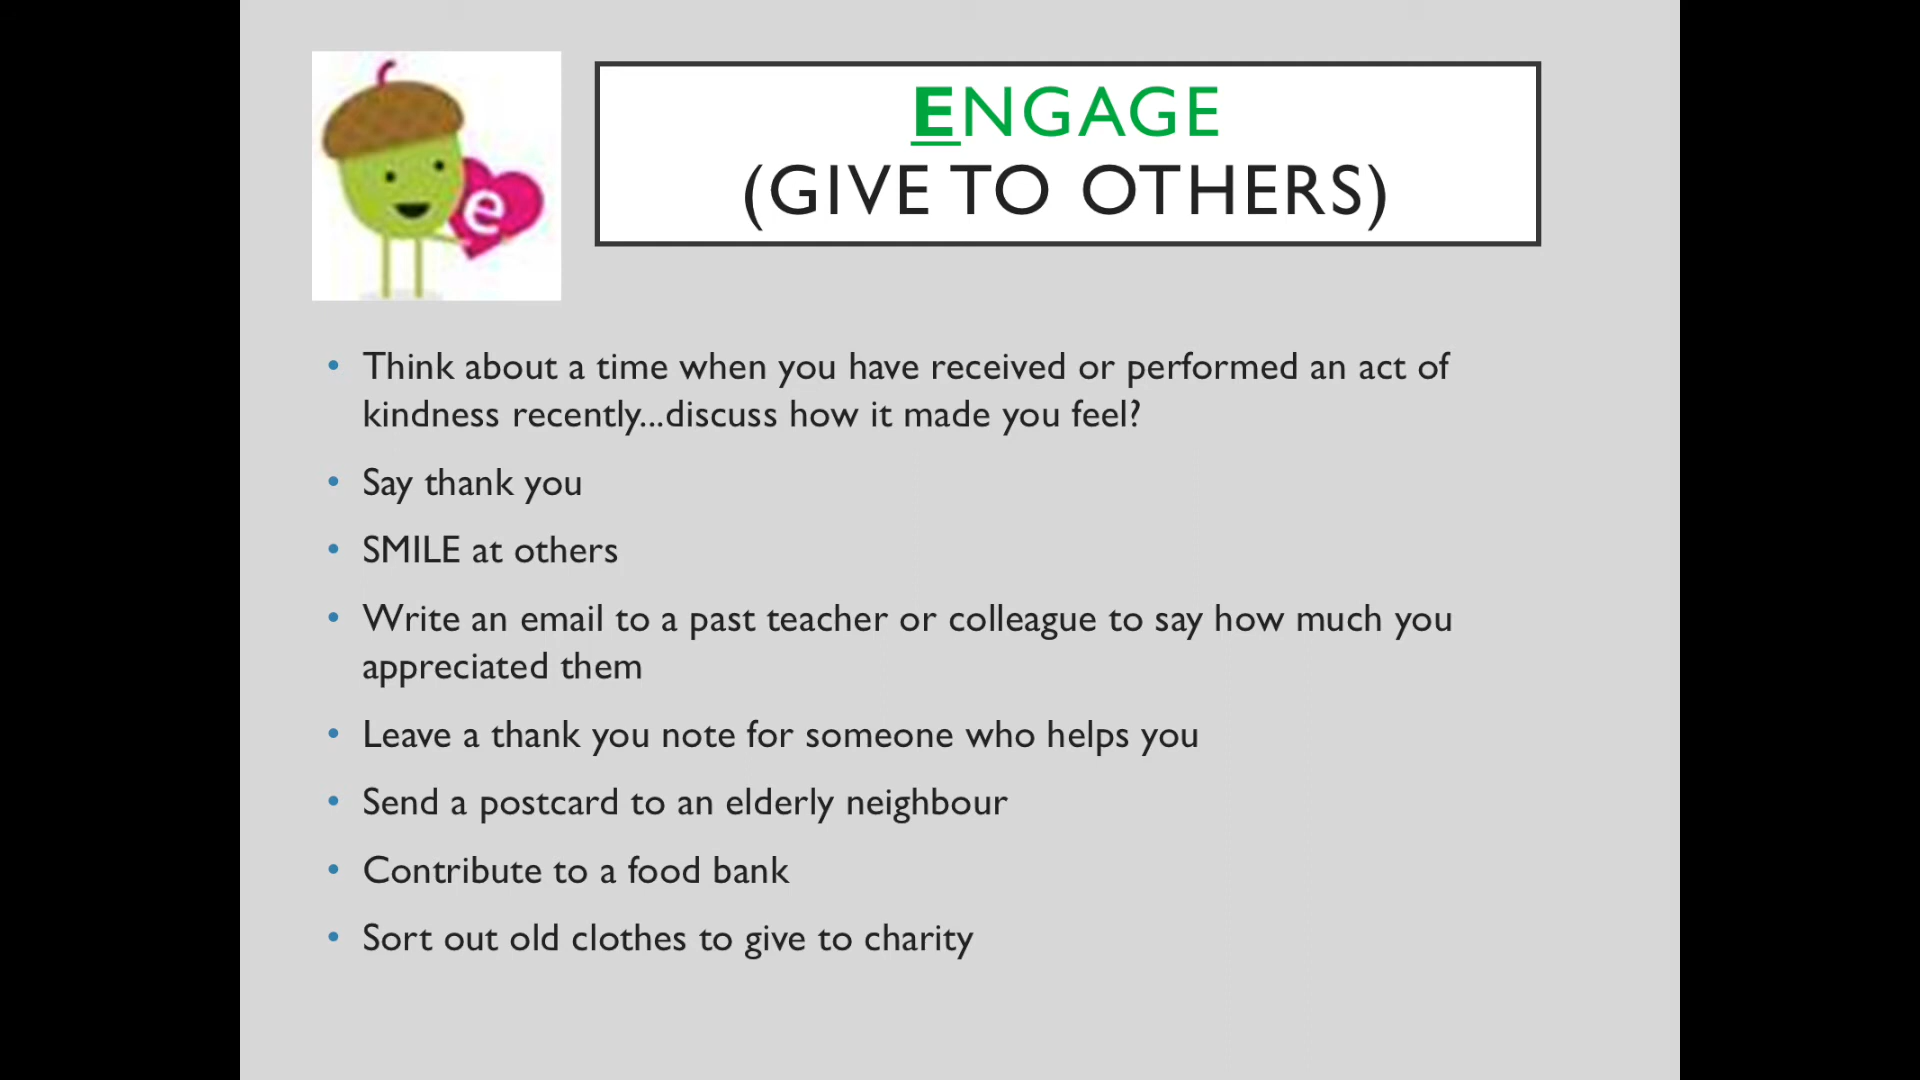 e
ENGAGE
(GIVE TO OTHERS)
• Think about a time when you have received or performed an act of
kindness recently...discuss how it made you feel?
• Say thank you
• SMILE at others
• Write an email to a past teacher or colleague to say how much you
appreciated them
• Leave a thank you note for someone who helps you
• Send a postcard to an elderly neighbour
• Contribute to a food bank
• Sort out old clothes to give to charity